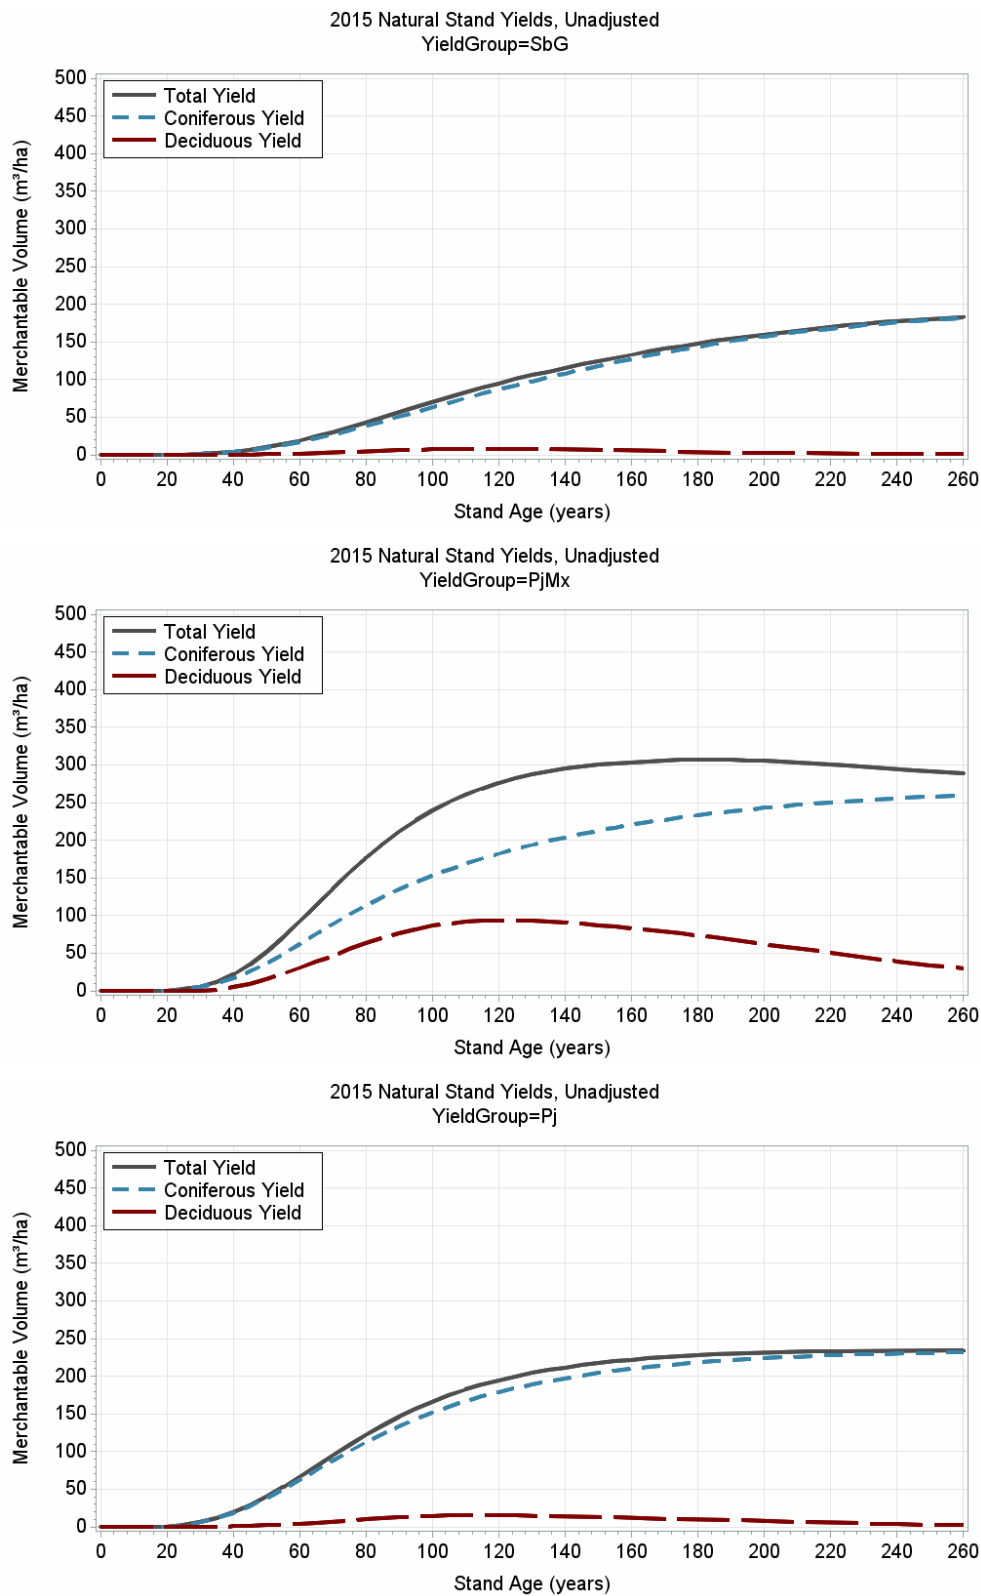 2015 Natural Stand Yields, Unadjusted
YieldGroup=SbG
Total Yield
Coniferous Yield
Deciduous Yield
Merchantable Volume (m³/ha)
500
450
400
350
300
250
200
150
100
50
0
0 20 40 60 80 100 120 140 160 180 200 220 240 260
Stand Age (years)
2015 Natural Stand Yields, Unadjusted
YieldGroup=PjMx
Total Yield
Coniferous Yield
Deciduous Yield
Merchantable Volume (m³/ha)
500
450
400
350
300
250
200
150
100
50
0
0 20 40 60 80 100 120 140 160 180 200 220 240 260
Stand Age (years)
2015 Natural Stand Yields, Unadjusted
YieldGroup=Pj
Total Yield
Coniferous Yield
Deciduous Yield
Merchantable Volume (m³/ha)
500
450
400
350
300
250
200
150
100
50
0
0 20 40 60 80 100 120 140 160 180 200 220 240 260
Stand Age (years)